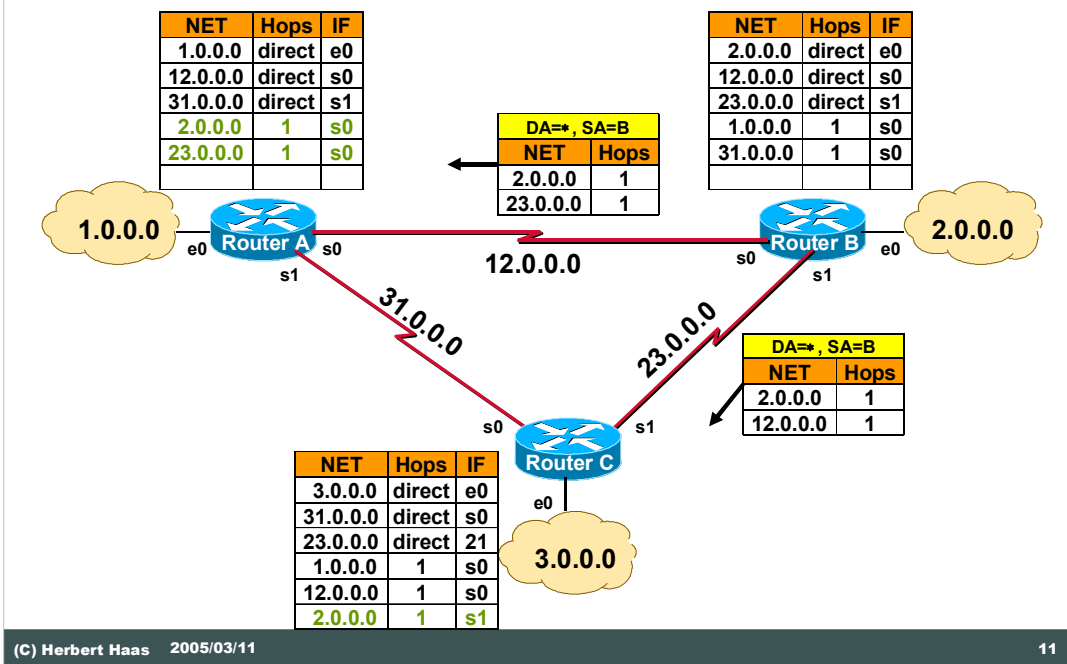 NET Hops IF
1.0.0.0 direct e0
12.0.0.0 direct s0
31.0.0.0 direct s1
2.0.0.0 1 s0
23.0.0.0 1 s0
NET Hops IF
2.0.0.0 direct e0
12.0.0.0 direct s0
23.0.0.0 direct s1
1.0.0.0 1 s0
31.0.0.0 1 s0
DA=*, SA=B
NET Hops
2.0.0.0 1
23.0.0.0 1
1.0.0.0
e0
Router A
s0
s1
12.0.0.0
s0
Router B
s1
e0
2.0.0.0
31.0.0.0
23.0.0.0
DA=*, SA=B
NET Hops
2.0.0.0 1
12.0.0.0 1
s0
Router C
s1
e0
3.0.0.0
NET Hops IF
3.0.0.0 direct e0
31.0.0.0 direct s0
23.0.0.0 direct 21
1.0.0.0 1 s0
12.0.0.0 1 s0
2.0.0.0 1 s1
(C) Herbert Haas 2005/03/11 11